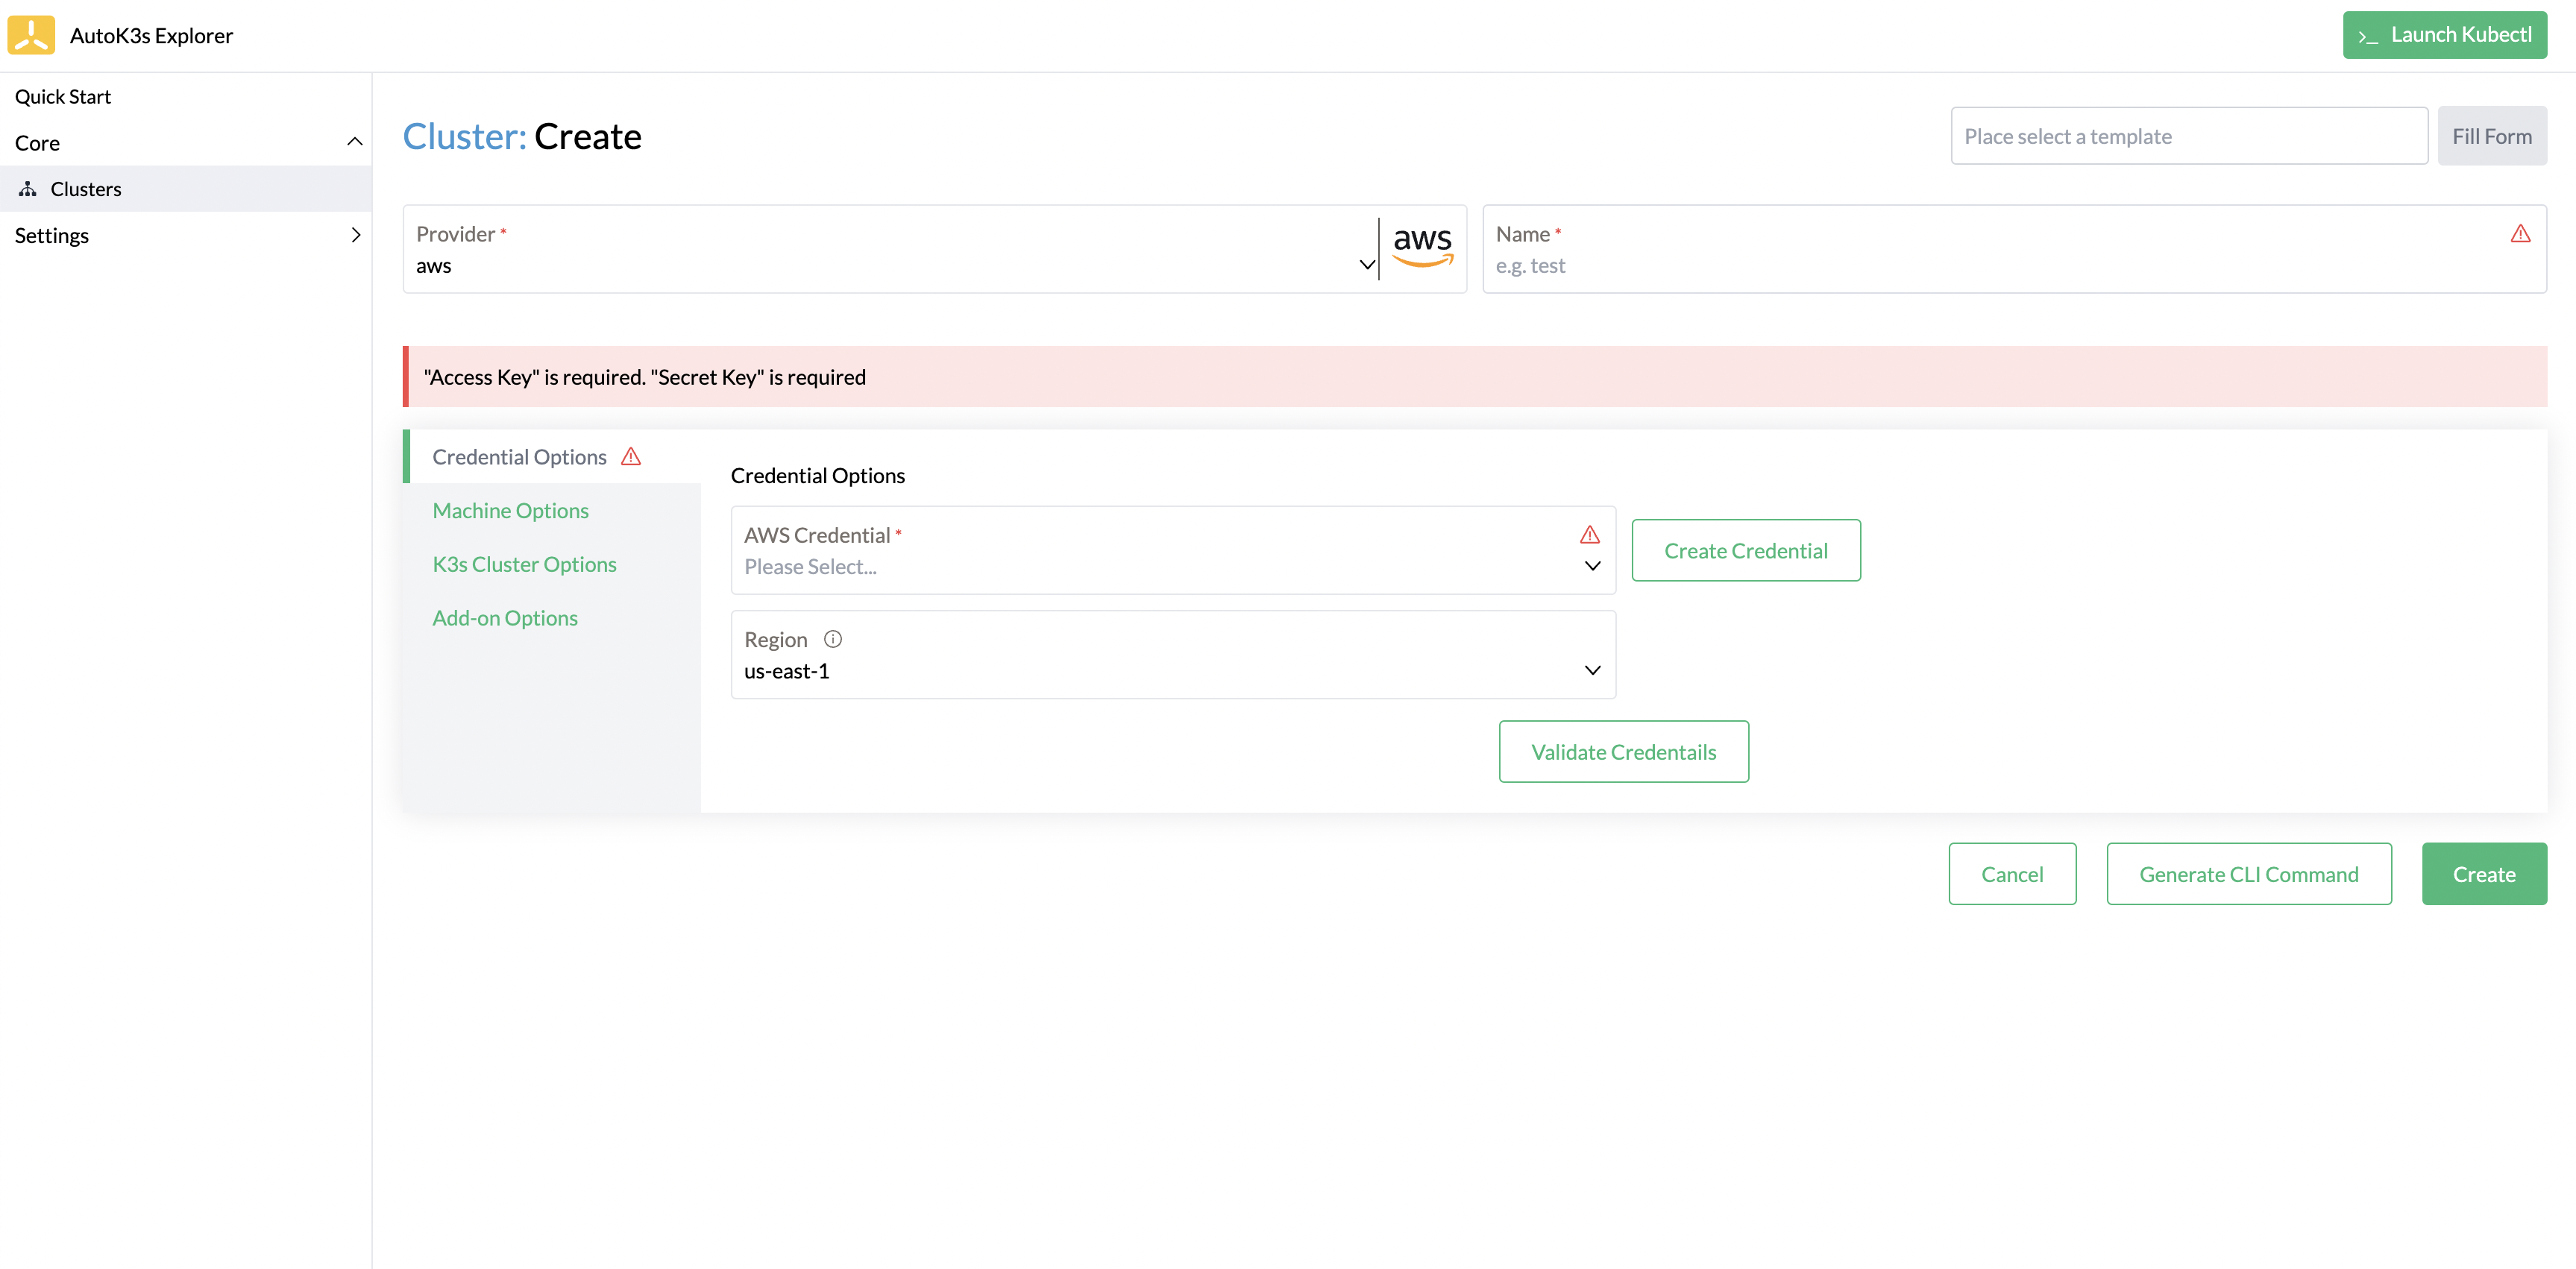 AutoK3s Explorer
>_ Launch Kubectl
Quick Start
Core
Clusters
Settings
Cluster: Create
Place select a template
Fill Form
Provider *
aws
aws
Name *
e.g. test
"Access Key" is required. "Secret Key" is required
Credential Options
Machine Options
K3s Cluster Options
Add-on Options
Credential Options
AWS Credential *
Please Select...
Create Credential
Region
us-east-1
Validate Credentails
Cancel
Generate CLI Command
Create